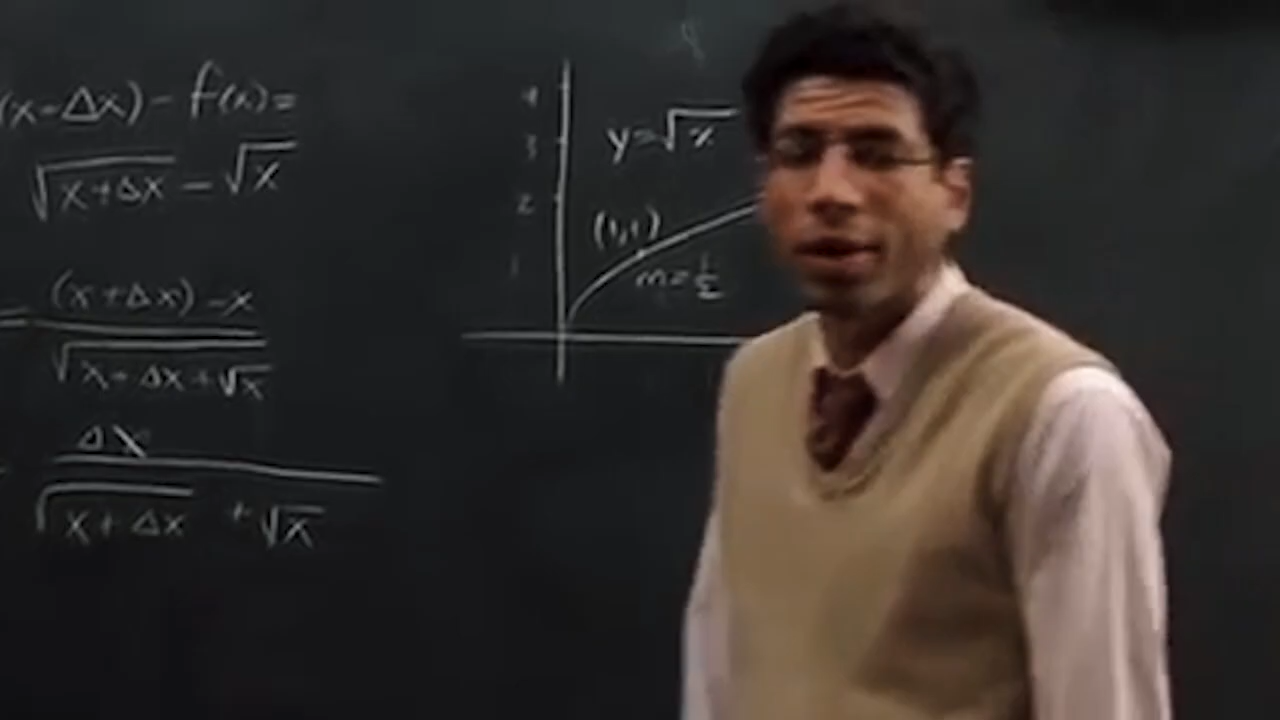 (x-Δx) - f(x) =
√x+Δx - √x
(x+Δx) - x
√x+Δx+√x
Δx
√x+Δx + √x
4
3
2
1
y=√x
(1,1)
m=1/2